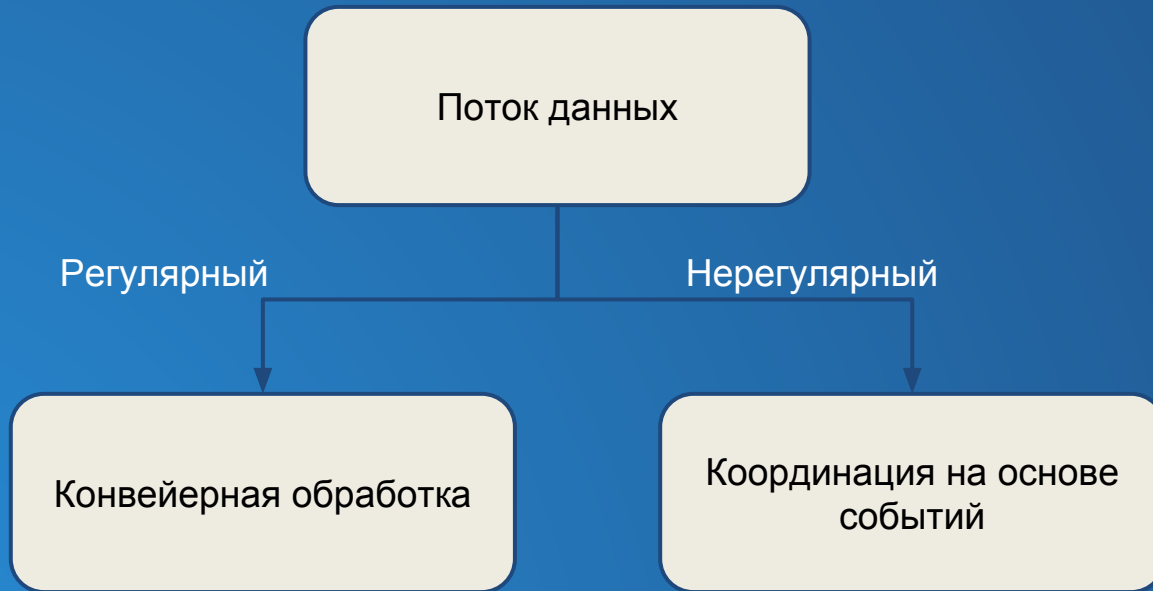 Поток данных
Регулярный
Нерегулярный
Конвейерная обработка
Координация на основе
событий